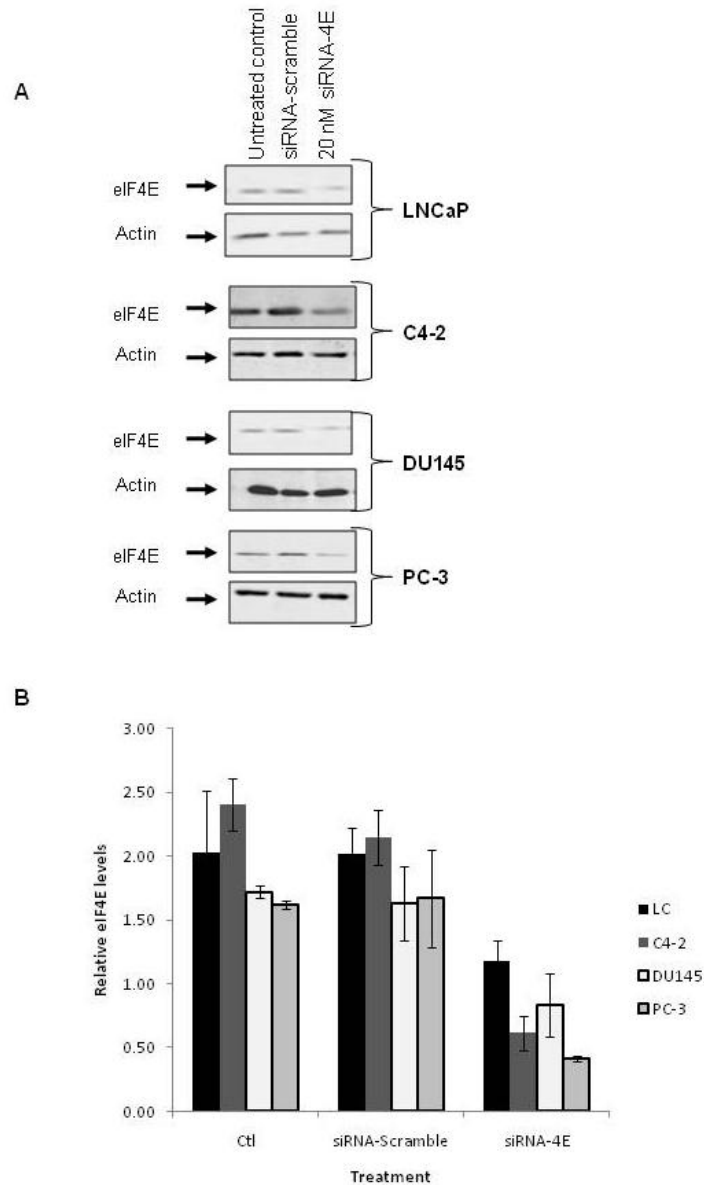 A
Untreated control
siRNA-scramble
20 nM siRNA-4E
eIF4E
Actin
LNCaP
eIF4E
Actin
C4-2
eIF4E
Actin
DU145
eIF4E
Actin
PC-3
B
3.00
2.50
2.00
1.50
1.00
0.50
0.00
Relative eIF4E levels
Ctl
siRNA-Scramble
siRNA-4E
Treatment
LC
C4-2
DU145
PC-3